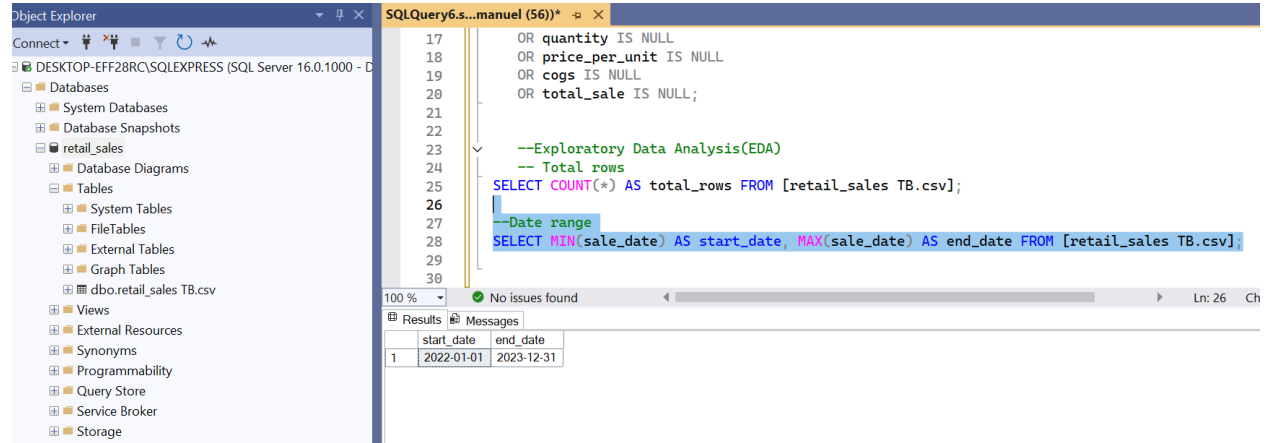 Object Explorer
Connect
DESKTOP-EFF28RC\SQLEXPRESS (SQL Server 16.0.1000 - D
Databases
System Databases
Database Snapshots
retail_sales
Database Diagrams
Tables
System Tables
FileTables
External Tables
Graph Tables
dbo.retail_sales TB.csv
Views
External Resources
Synonyms
Programmability
Query Store
Service Broker
Storage
SQLQuery6.s...manuel (56))*
17 OR quantity IS NULL
18 OR price_per_unit IS NULL
19 OR cogs IS NULL
20 OR total_sale IS NULL;
21
22
23 --Exploratory Data Analysis(EDA)
24 -- Total rows
25 SELECT COUNT(*) AS total_rows FROM [retail_sales TB.csv];
26
27 --Date range
28 SELECT MIN(sale_date) AS start_date, MAX(sale_date) AS end_date FROM [retail_sales TB.csv];
29
30
100 % No issues found Ln: 26 Ch
Results Messages
start_date end_date
1 2022-01-01 2023-12-31